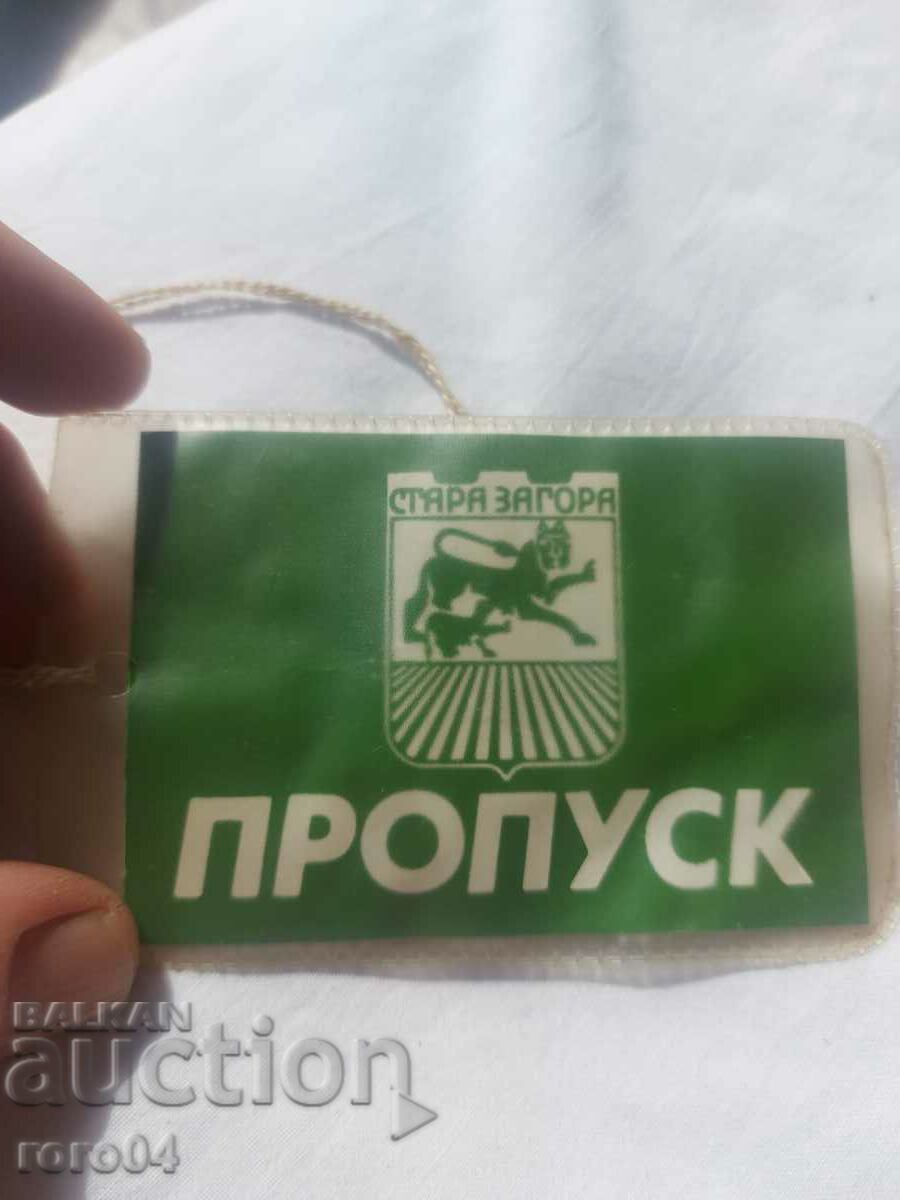 СТАРА ЗАГОРА
ПРОПУСК
BALKAN
auction
roro04